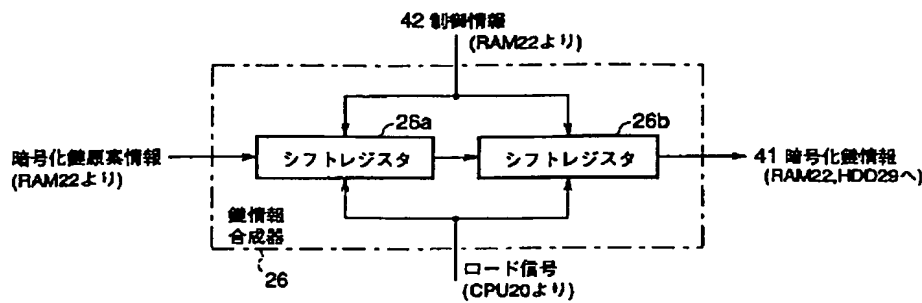 42 制御情報
(RAM22より)
26a
26b
シフトレジスタ
シフトレジスタ
暗号化鍵原案情報
(RAM22より)
41 暗号化鍵情報
(RAM22,HDD29へ)
鍵情報
合成器
26
ロード信号
(CPU20より)